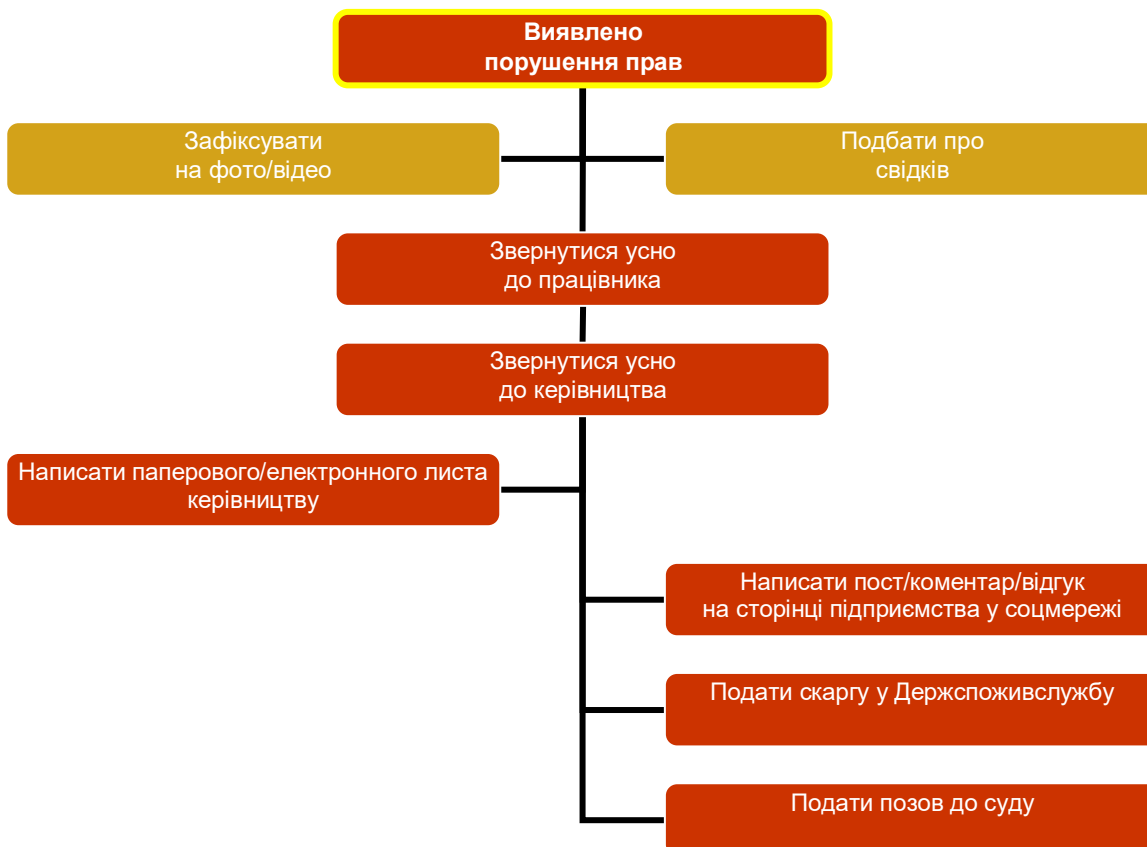 Виявлено
порушення прав
Зафіксувати
на фото/відео
Подбати про
свідків
Звернутися усно
до працівника
Звернутися усно
до керівництва
Написати паперового/електронного листа
керівництву
Написати пост/коментар/відгук
на сторінці підприємства у соцмережі
Подати скаргу у Держспоживслужбу
Подати позов до суду